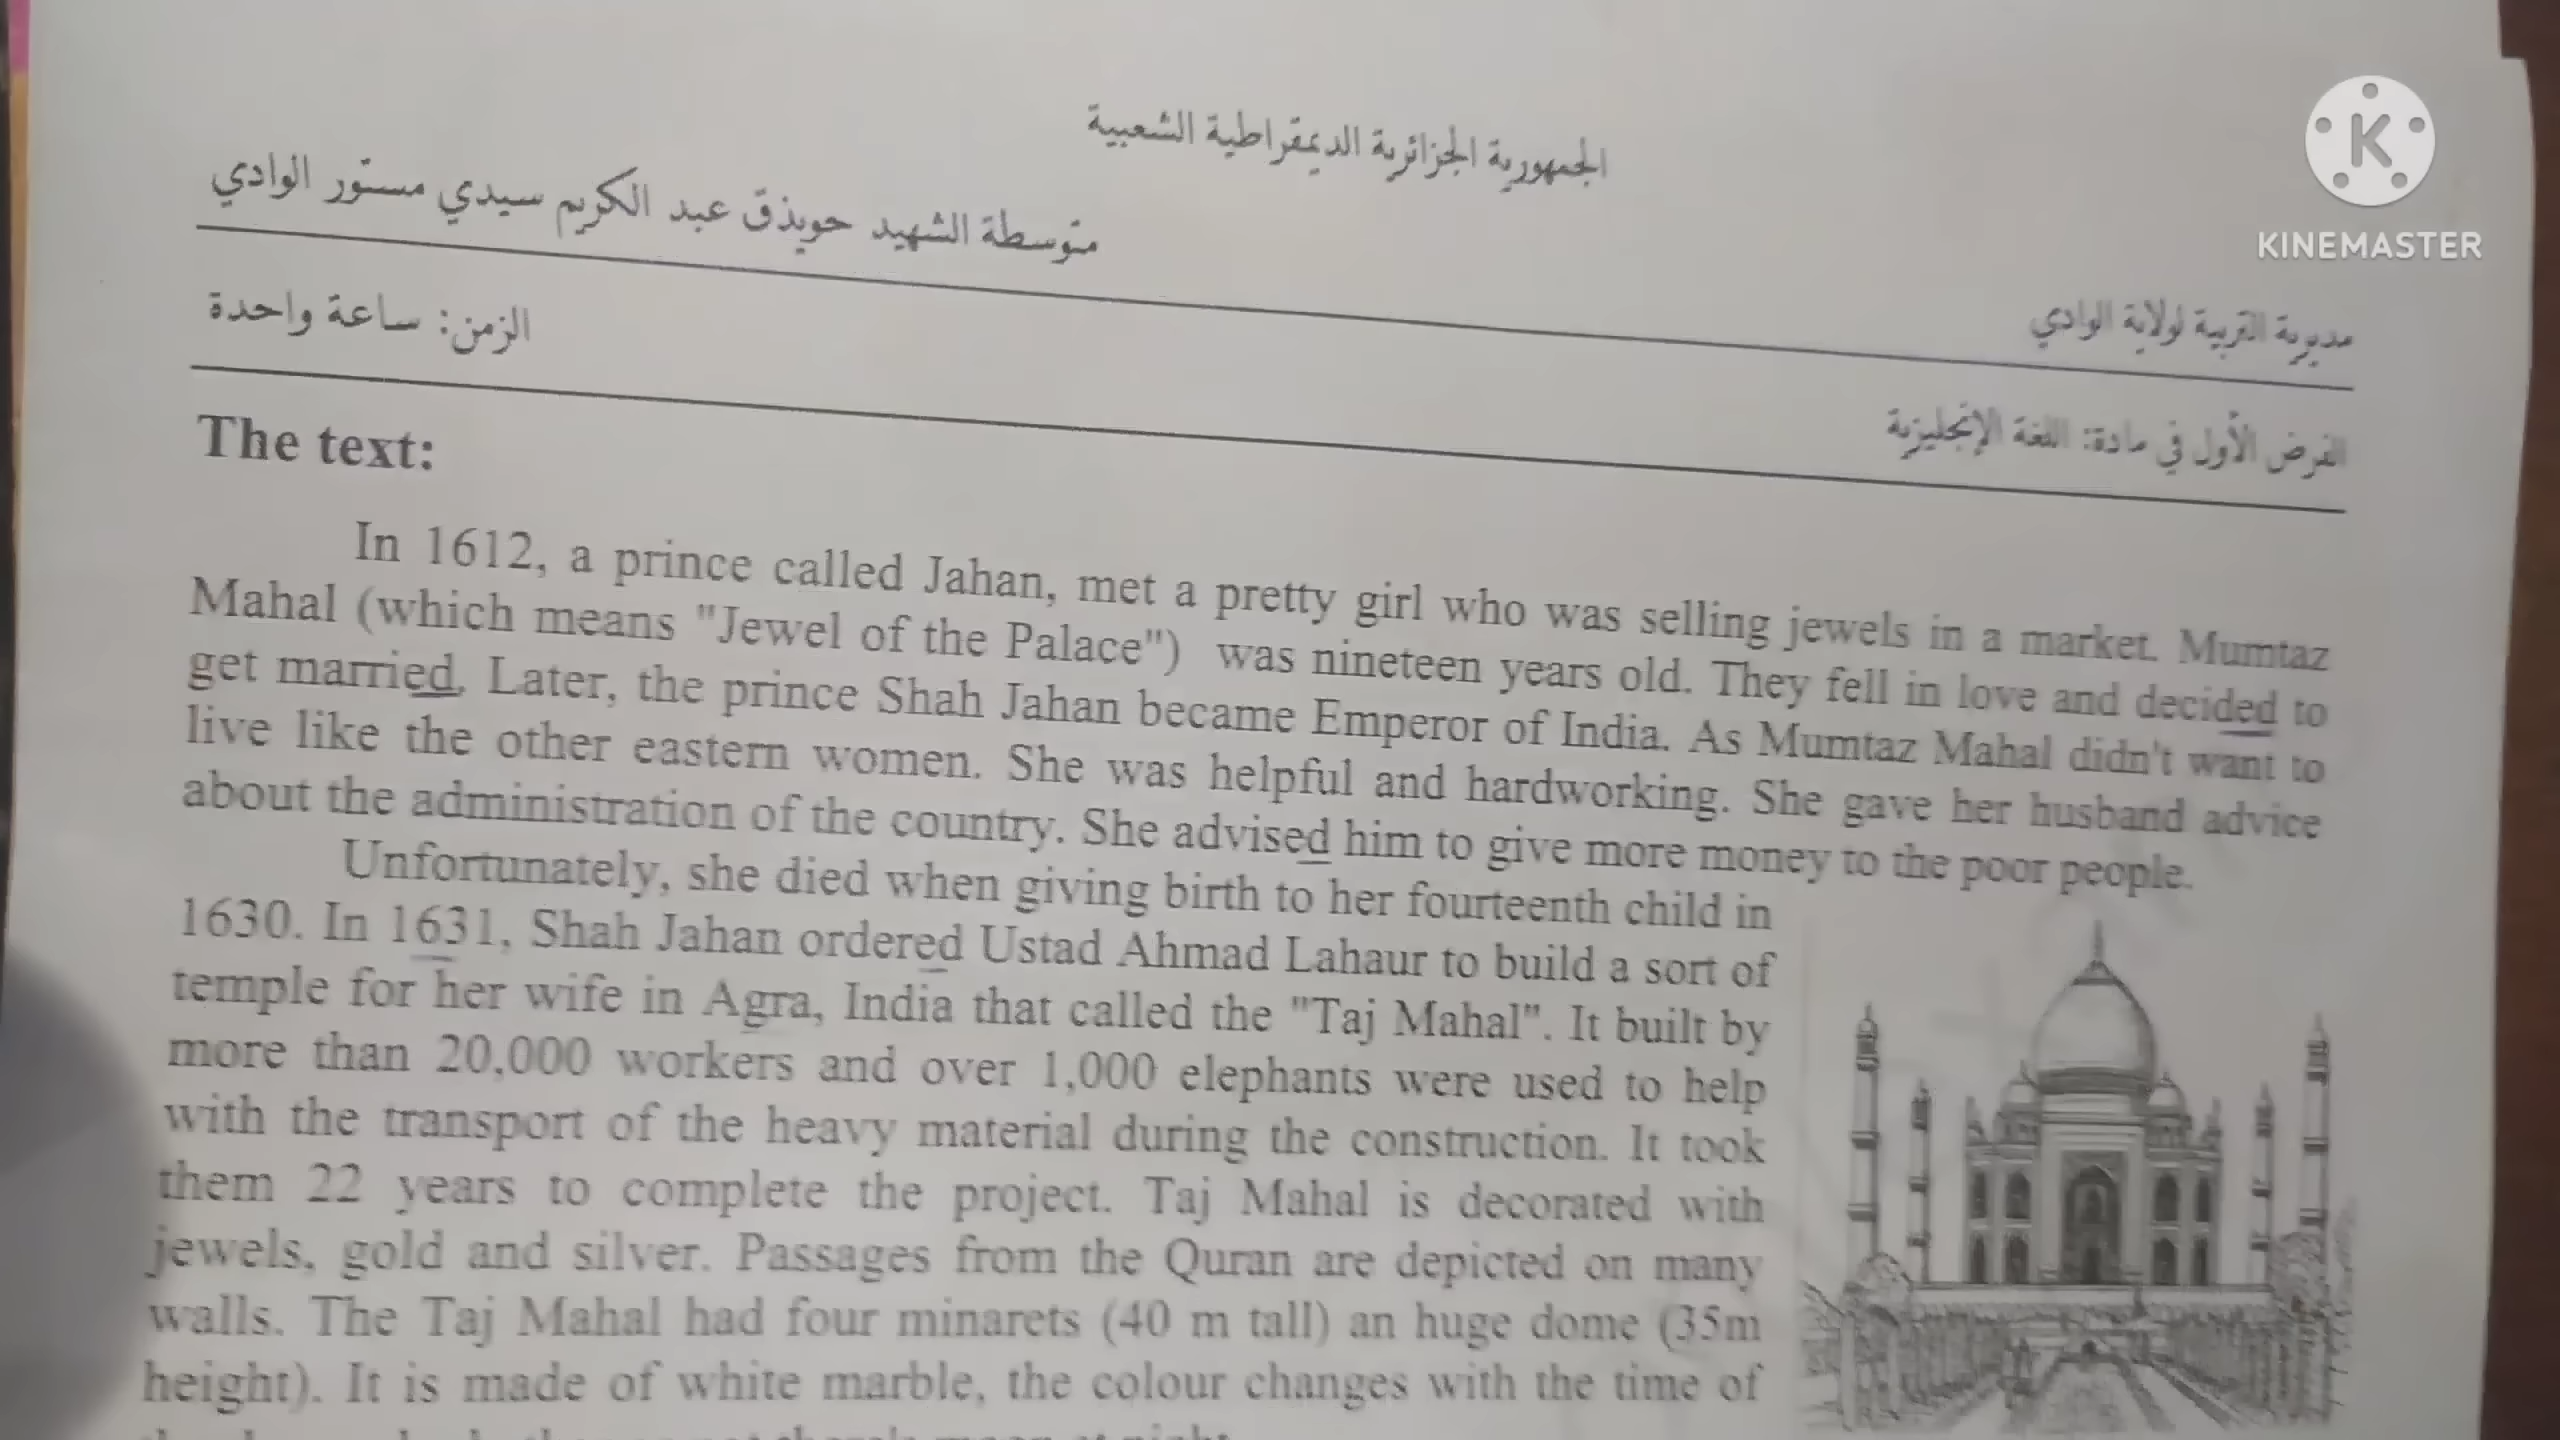 الجمهورية الجزائرية الديمقراطية الشعبية
KINEMASTER
مديرية التربية لولاية الوادي
متوسطة الشهيد حويذق عبد الكريم سيدي مستور الوادي
الفرض الأول في مادة: اللغة الإنجليزية
الزمن: ساعة واحدة
The text:
In 1612, a prince called Jahan, met a pretty girl who was selling jewels in a market. Mumtaz
Mahal (which means "Jewel of the Palace") was nineteen years old. They fell in love and decided to
get married. Later, the prince Shah Jahan became Emperor of India. As Mumtaz Mahal didn't want to
live like the other eastern women. She was helpful and hardworking. She gave her husband advice
about the administration of the country. She advised him to give more money to the poor people.
Unfortunately, she died when giving birth to her fourteenth child in
1630. In 1631, Shah Jahan ordered Ustad Ahmad Lahaur to build a sort of
temple for her wife in Agra, India that called the "Taj Mahal". It built by
more than 20,000 workers and over 1,000 elephants were used to help
with the transport of the heavy material during the construction. It took
them 22 years to complete the project. Taj Mahal is decorated with
jewels, gold and silver. Passages from the Quran are depicted on many
walls. The Taj Mahal had four minarets (40 m tall) an huge dome (35m
height). It is made of white marble, the colour changes with the time of